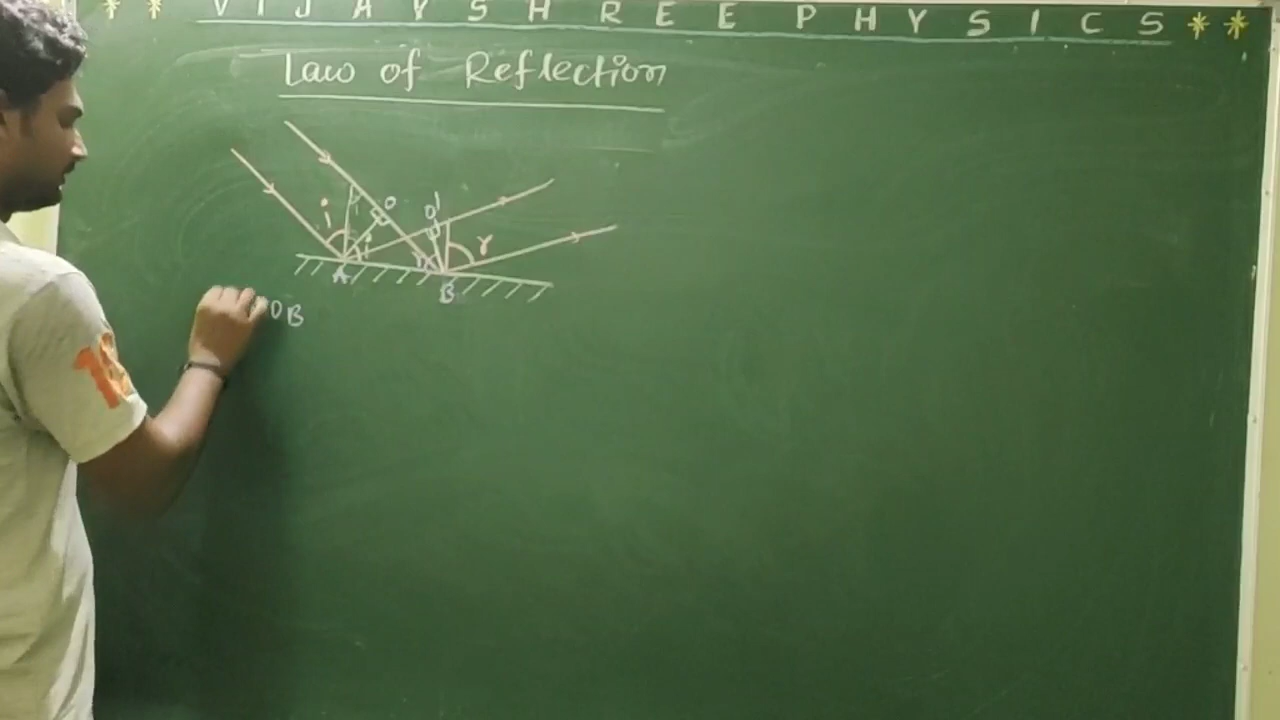 * * VIJAYSHREE PHYSICS * *
Law of Reflection
O O'
i i r
A
B
OB